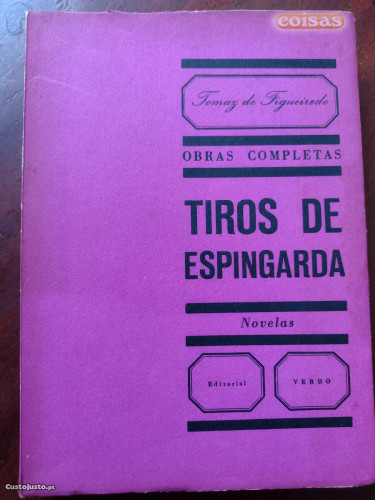 coisas
Tomaz de Figueiredo
OBRAS COMPLETAS
TIROS DE
ESPINGARDA
Novelas
Editorial VERBO
CustoJusto.pt